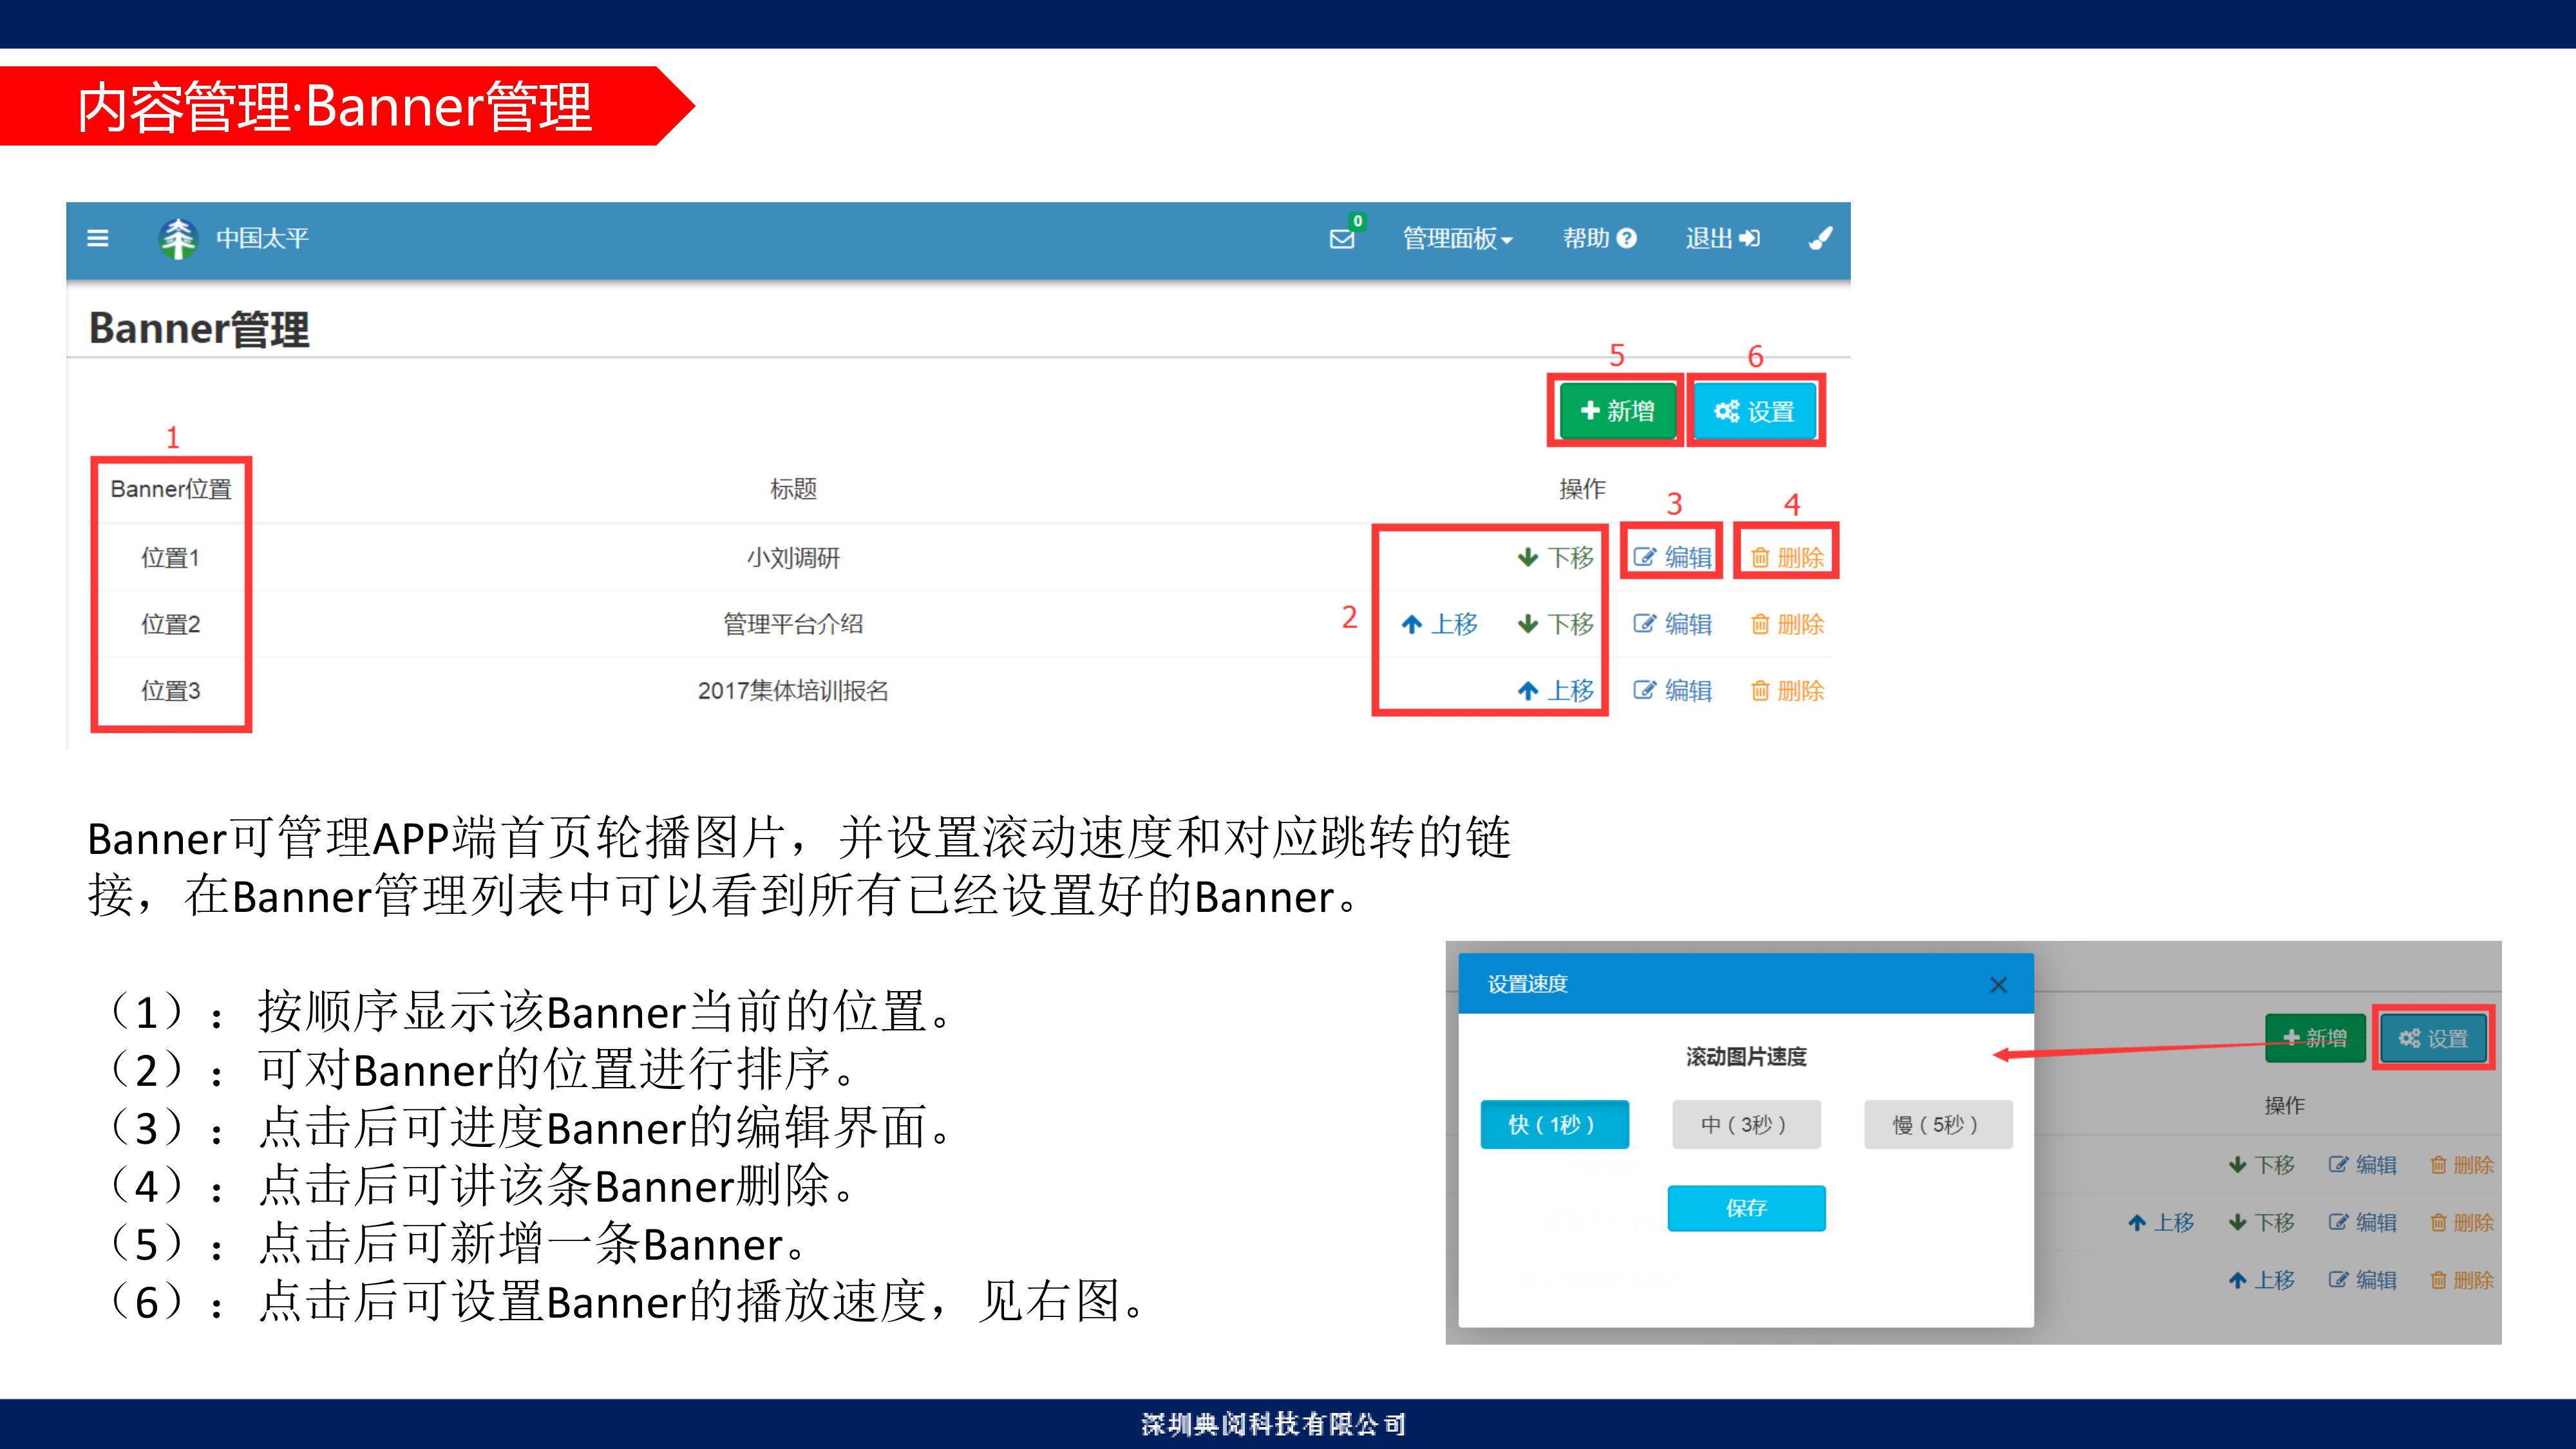 内容管理·Banner管理
中国太平 0 管理面板 帮助 退出
Banner管理
5 6
新增 设置
1
Banner位置 标题 操作
3 4
位置1 小刘调研 下移 编辑 删除
2
位置2 管理平台介绍 上移 下移 编辑 删除
位置3 2017集体培训报名 上移 编辑 删除
Banner可管理APP端首页轮播图片，并设置滚动速度和对应跳转的链
接，在Banner管理列表中可以看到所有已经设置好的Banner。
（1）：按顺序显示该Banner当前的位置。
（2）：可对Banner的位置进行排序。
（3）：点击后可进度Banner的编辑界面。
（4）：点击后可讲该条Banner删除。
（5）：点击后可新增一条Banner。
（6）：点击后可设置Banner的播放速度，见右图。
设置速度
滚动图片速度
快（1秒） 中（3秒） 慢（5秒）
保存
新增 设置
操作
下移 编辑 删除
上移 下移 编辑 删除
上移 编辑 删除
深圳典阅科技有限公司